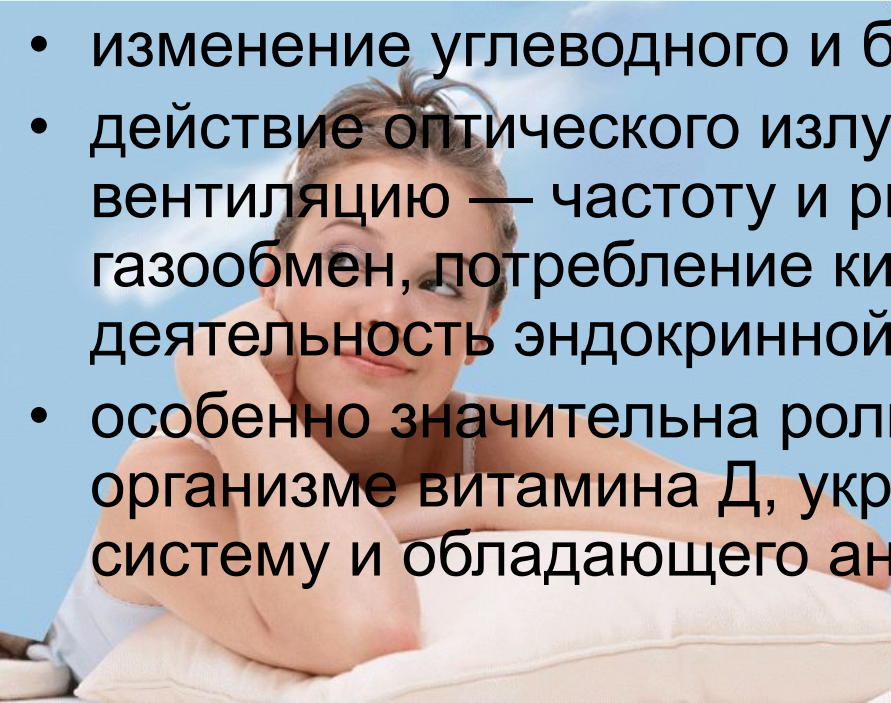 • изменение углеводного и б
• действие оптического излу
вентиляцию — частоту и
газообмен, потребление ки
деятельность эндокринной
• особенно значительна рол
организме витамина Д, укр
систему и обладающего ан